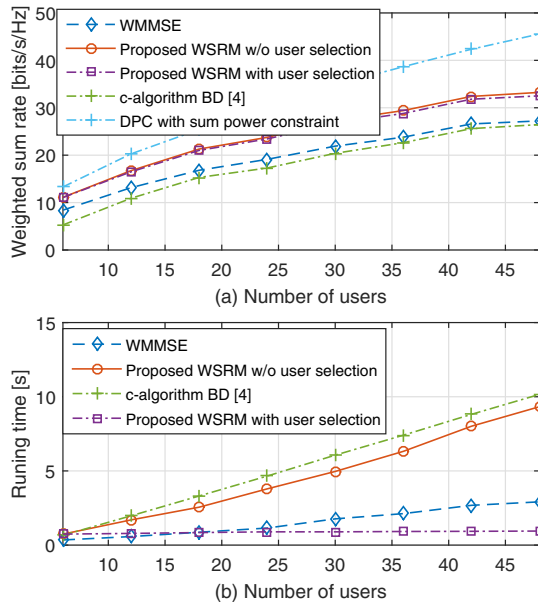 50
40
30
20
10
0
Weighted sum rate [bits/s/Hz]
WMMSE
Proposed WSRM w/o user selection
Proposed WSRM with user selection
c-algorithm BD [4]
DPC with sum power constraint
10 15 20 25 30 35 40 45
(a) Number of users
15
10
5
0
Runing time [s]
WMMSE
Proposed WSRM w/o user selection
c-algorithm BD [4]
Proposed WSRM with user selection
10 15 20 25 30 35 40 45
(b) Number of users